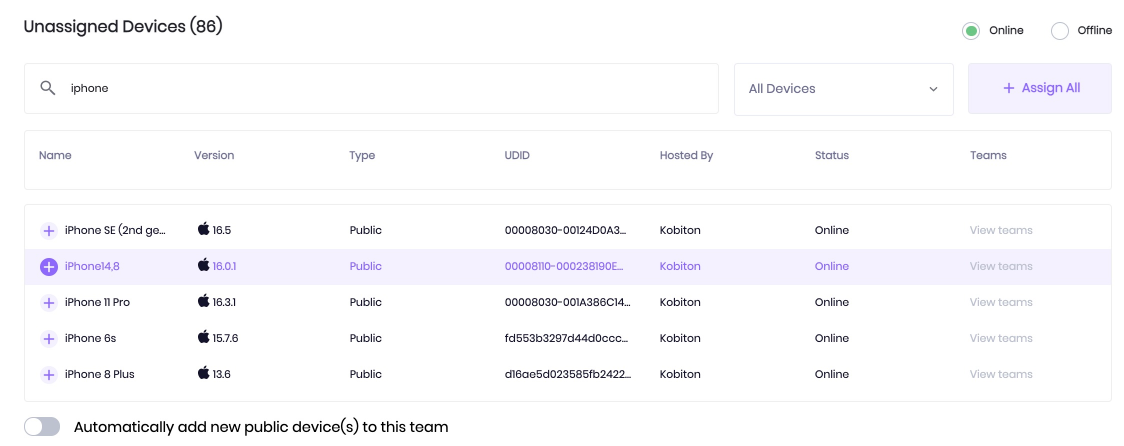 Unassigned Devices (86)
Online Offline
iphone All Devices + Assign All
Name Version Type UDID Hosted By Status Teams
iPhone SE (2nd ge... 16.5 Public 00008030-00124D0A3... Kobiton Online View teams
iPhone14,8 16.0.1 Public 00008110-000238190E... Kobiton Online View teams
iPhone 11 Pro 16.3.1 Public 00008030-001A386C14... Kobiton Online View teams
iPhone 6s 15.7.6 Public fd553b3297d44d0ccc... Kobiton Online View teams
iPhone 8 Plus 13.6 Public d16ae5d023585fb2422... Kobiton Online View teams
Automatically add new public device(s) to this team